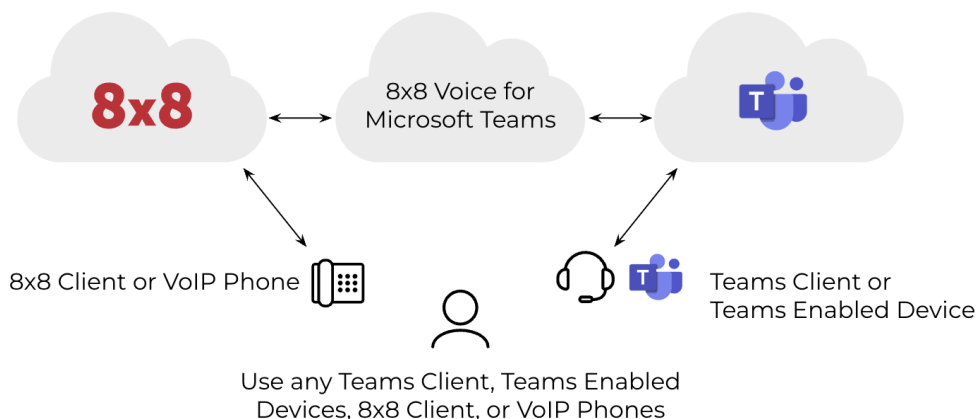 8x8
8x8 Voice for
Microsoft Teams
T
8x8 Client or VoIP Phone
T
Teams Client or
Teams Enabled Device
Use any Teams Client, Teams Enabled
Devices, 8x8 Client, or VoIP Phones